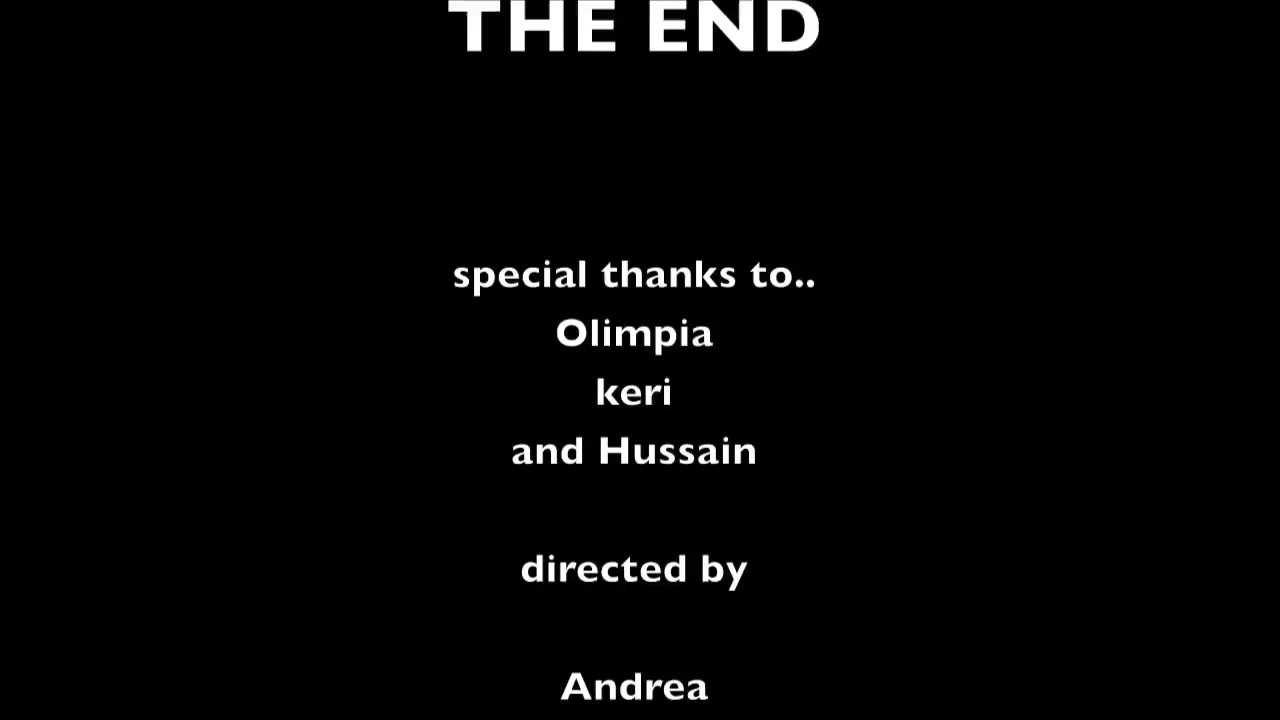 THE END
special thanks to..
Olimpia
keri
and Hussain
directed by
Andrea